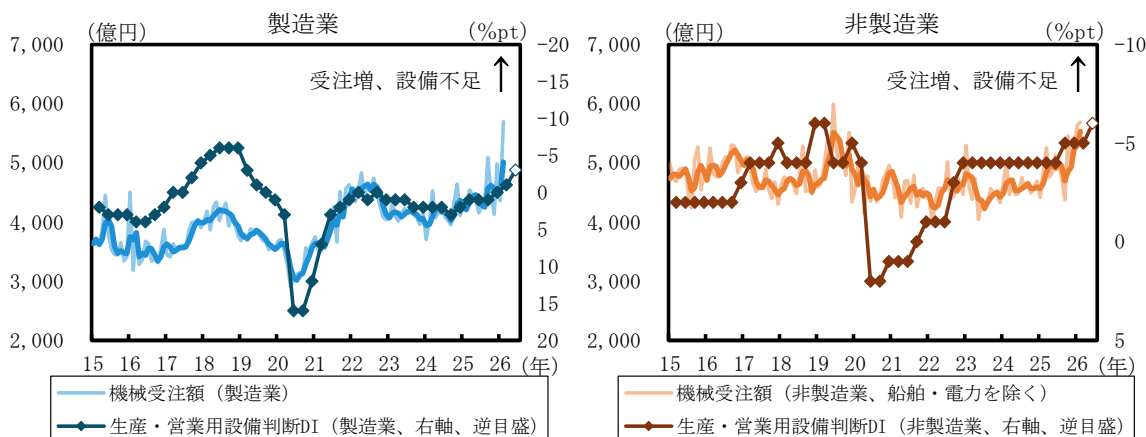 製造業
(億円)
(%pt)
7,000
6,000
5,000
4,000
3,000
2,000
-20
-15
-10
-5
0
5
10
15
20
受注増、設備不足
15 16 17 18 19 20 21 22 23 24 25 26 (年)
機械受注額（製造業）
生産・営業用設備判断DI（製造業、右軸、逆目盛）
非製造業
(億円)
(%pt)
7,000
6,000
5,000
4,000
3,000
2,000
-10
-5
0
5
受注増、設備不足
15 16 17 18 19 20 21 22 23 24 25 26 (年)
機械受注額（非製造業、船舶・電力を除く）
生産・営業用設備判断DI（非製造業、右軸、逆目盛）